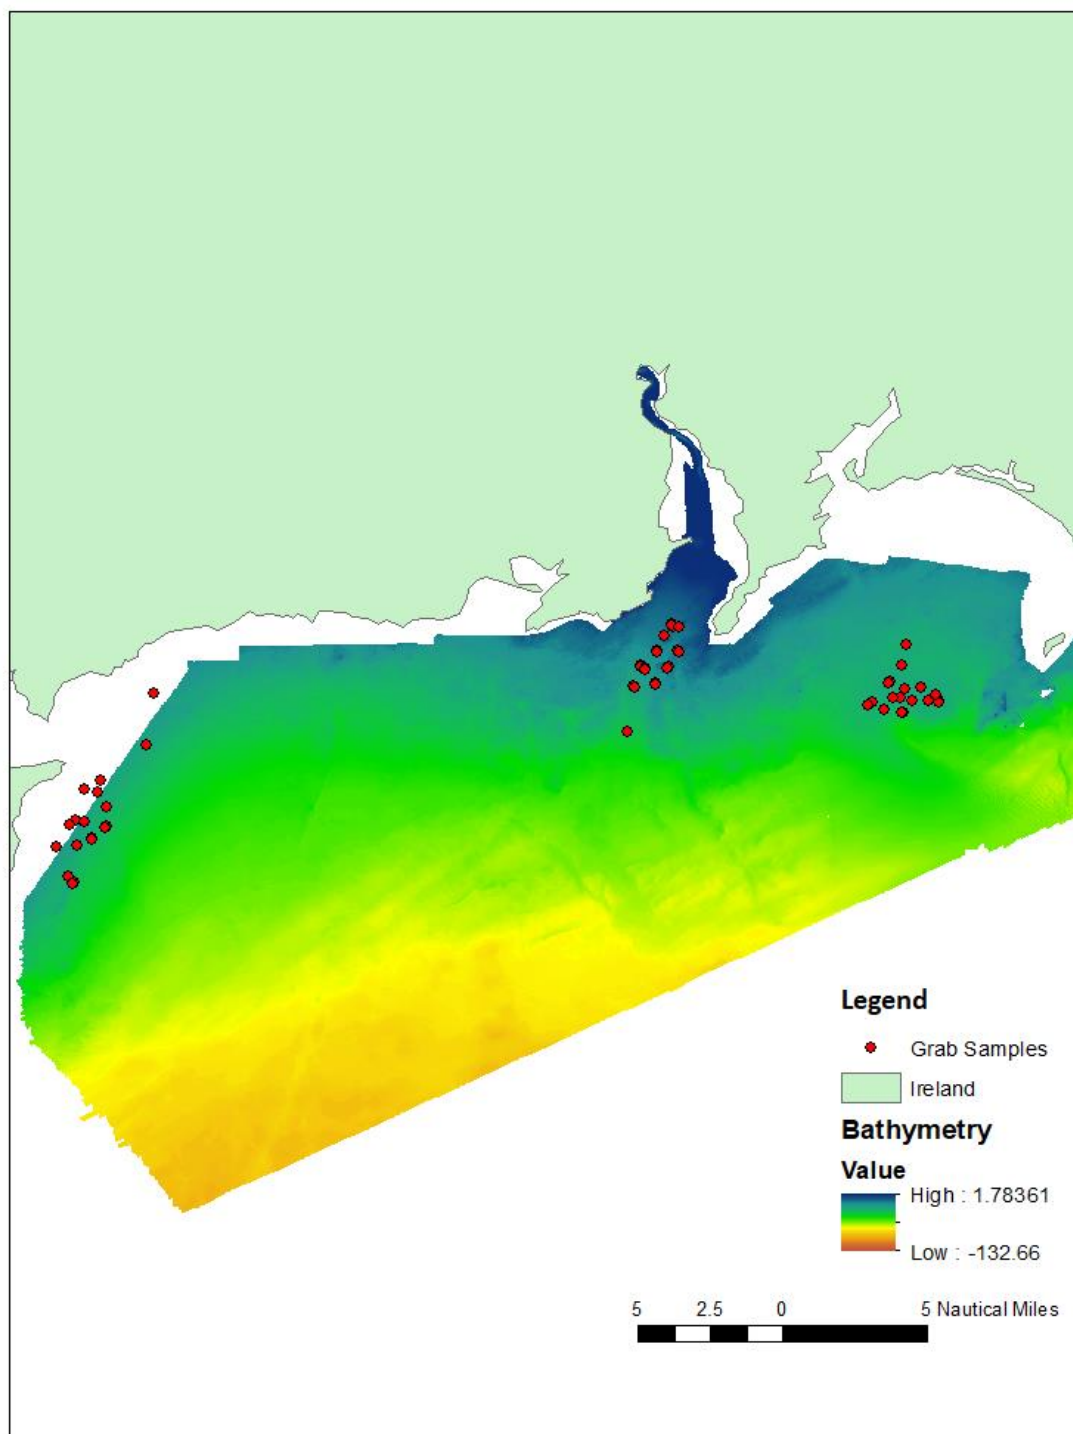 Legend
Grab Samples
Ireland
Bathymetry
Value
High : 1.78361
Low : -132.66
5 2.5 0 5 Nautical Miles